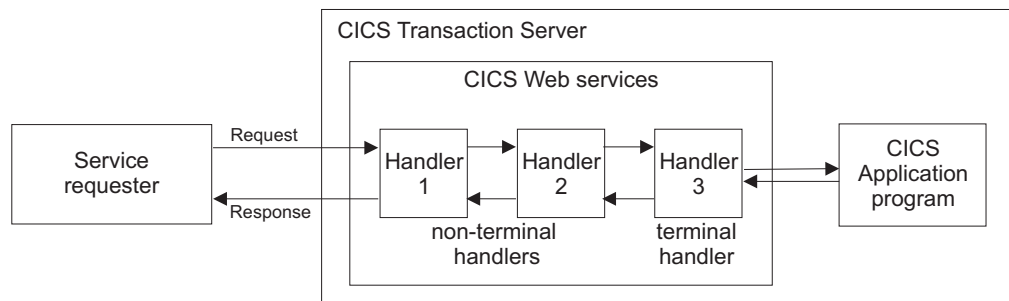 CICS Transaction Server
CICS Web services
Service
requester
Request
Response
Handler
1
Handler
2
Handler
3
non-terminal
handlers
terminal
handler
CICS
Application
program